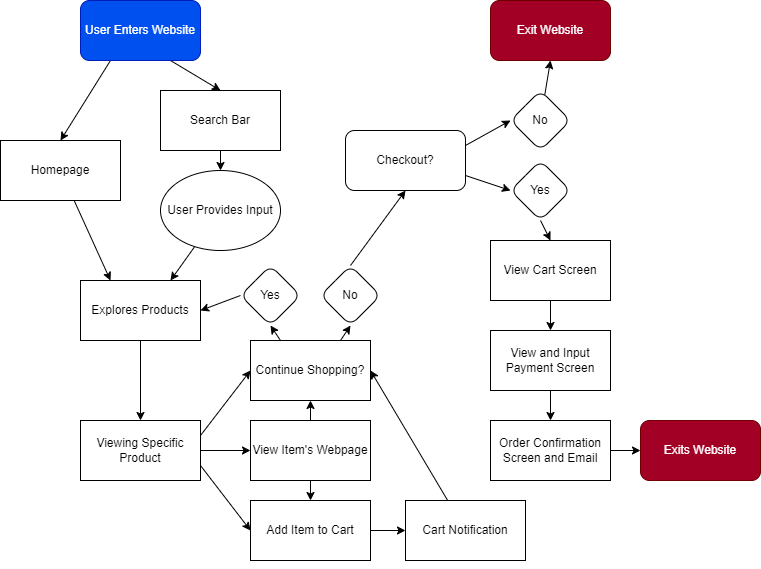 User Enters Website
Exit Website
Search Bar
No
Homepage
Checkout?
User Provides Input
Yes
View Cart Screen
Explores Products
Yes
No
View and Input
Payment Screen
Continue Shopping?
Viewing Specific
Product
View Item's Webpage
Order Confirmation
Screen and Email
Exits Website
Add Item to Cart
Cart Notification